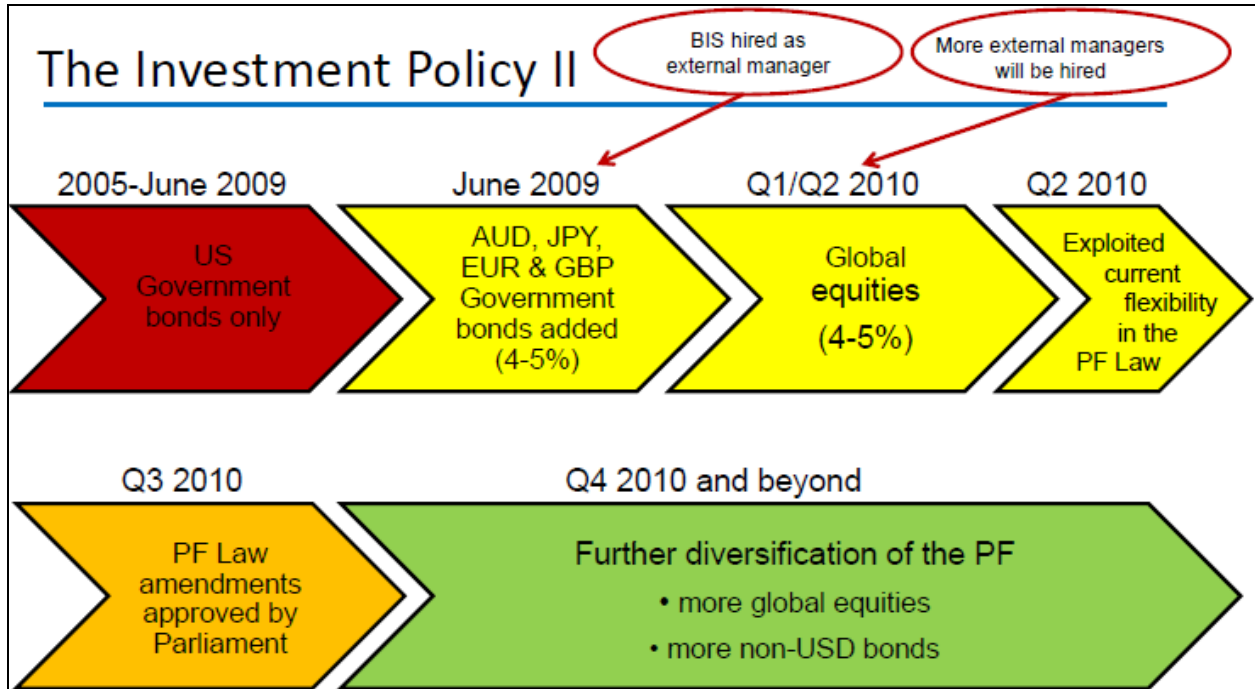 The Investment Policy II
BIS hired as
external manager
More external managers
will be hired
2005-June 2009
US
Government
bonds only
June 2009
AUD, JPY,
EUR & GBP
Government
bonds added
(4-5%)
Q1/Q2 2010
Global
equities
(4-5%)
Q2 2010
Exploited
current
flexibility
in the
PF Law
Q3 2010
PF Law
amendments
approved by
Parliament
Q4 2010 and beyond
Further diversification of the PF
• more global equities
• more non-USD bonds